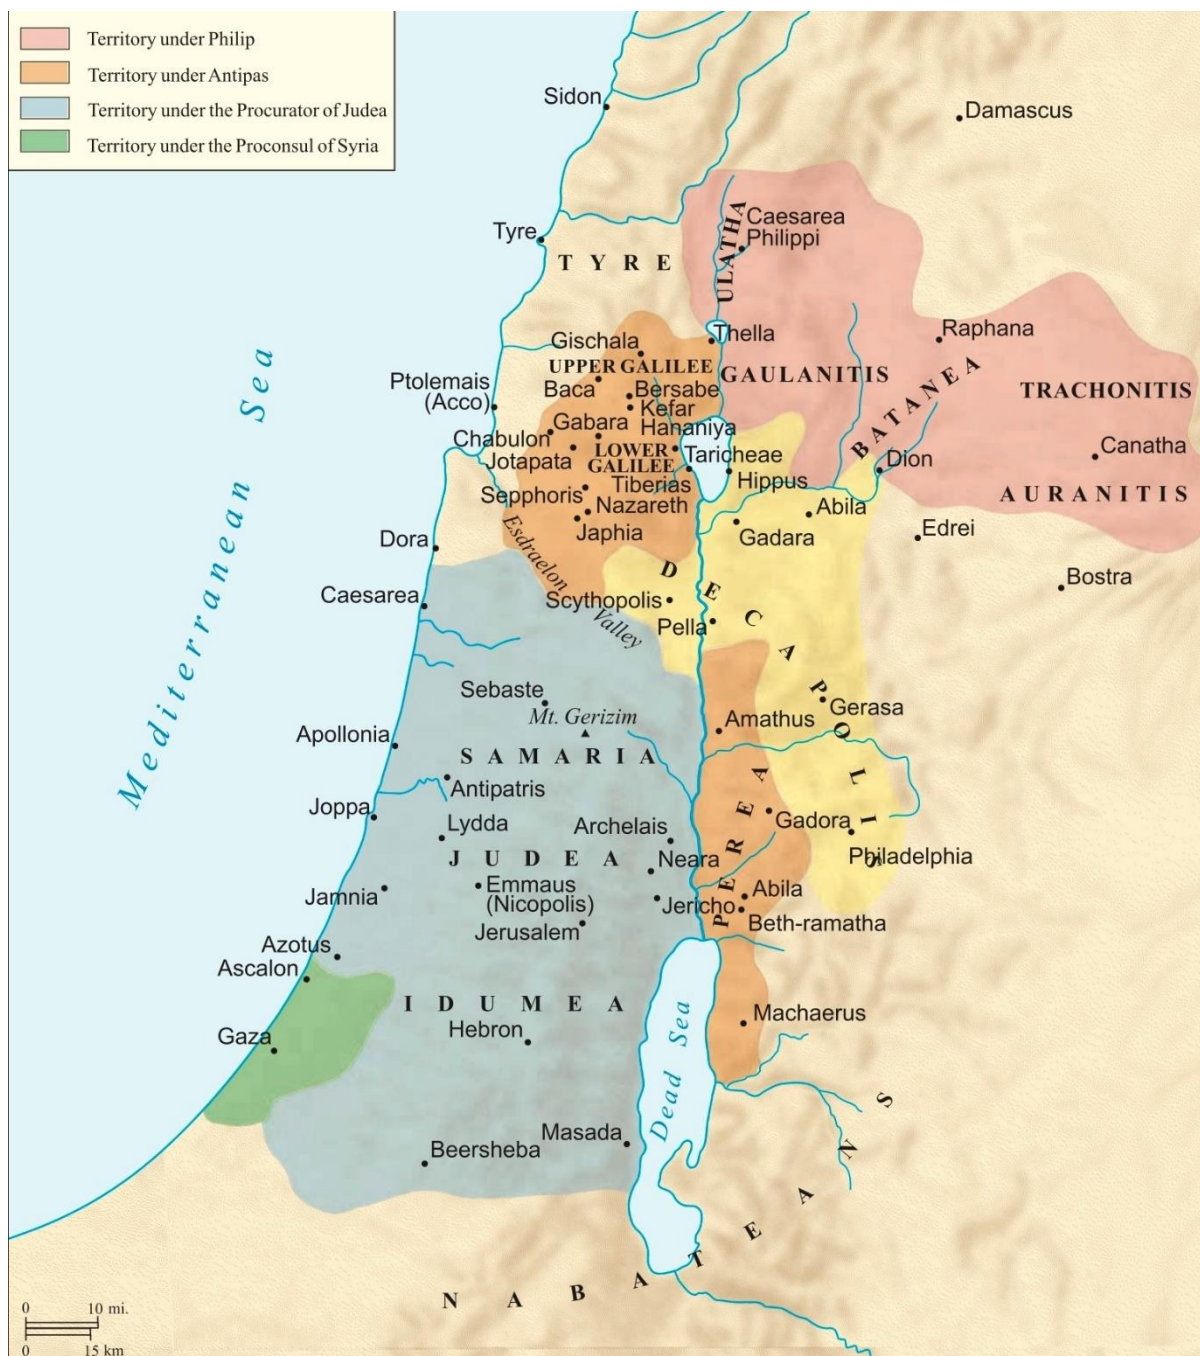 Territory under Philip
Territory under Antipas
Territory under the Procurator of Judea
Territory under the Proconsul of Syria
Sidon
Damascus
Tyre
TYRE
ULATHA
Caesarea
Philippi
Thella
Raphana
Gischala
UPPER GALILEE
GAULANITIS
BATANEA
TRACHONITIS
Ptolemais
(Acco)
Baca
Bersabe
Kefar
Hananiya
Gabara
Chabulon
Jotapata
LOWER
GALILEE
Taricheae
Hippus
Dion
Canatha
AURANITIS
Sepphoris
Tiberias
Nazareth
Japhia
Abila
Gadara
Edrei
Dora
Esdraelon
Valley
DECAPOLIS
Bostra
Caesarea
Scythopolis
Pella
Mediterranean Sea
Sebaste
Mt. Gerizim
Gerasa
Amathus
Apollonia
SAMARIA
Antipatris
PEREA
Joppa
Lydda
Archelais
Gadora
JUDEA
Neara
Philadelphia
Jamnia
Emmaus
(Nicopolis)
Jericho
Abila
Beth-ramatha
Jerusalem
Azotus
Ascalon
IDUMEA
Machaerus
Gaza
Hebron
Dead Sea
Masada
Beersheba
NABATEANS
0 10 mi.
0 15 km